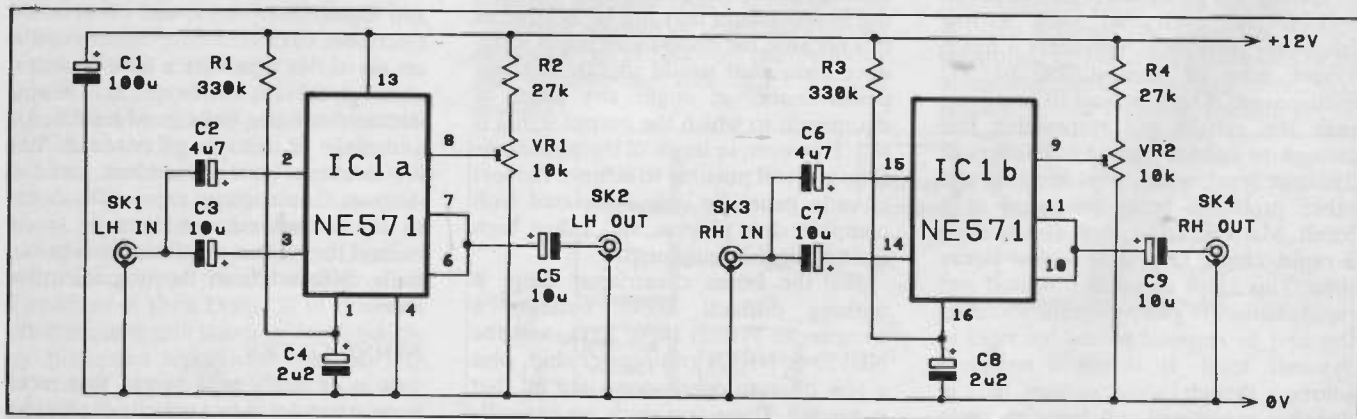 +12V
C1
100u
R1
330k
13
R2
27k
R3
330k
R4
27k
C2
4u7
2
IC1a
NE571
8
VR1
10k
C6
4u7
15
IC1b
NE571
9
VR2
10k
SK1
LH IN
C3
10u
3
7
6
SK2
LH OUT
C5
10u
SK3
RH IN
C7
10u
14
11
10
SK4
RH OUT
C9
10u
1
4
C4
2u2
16
C8
2u2
0V